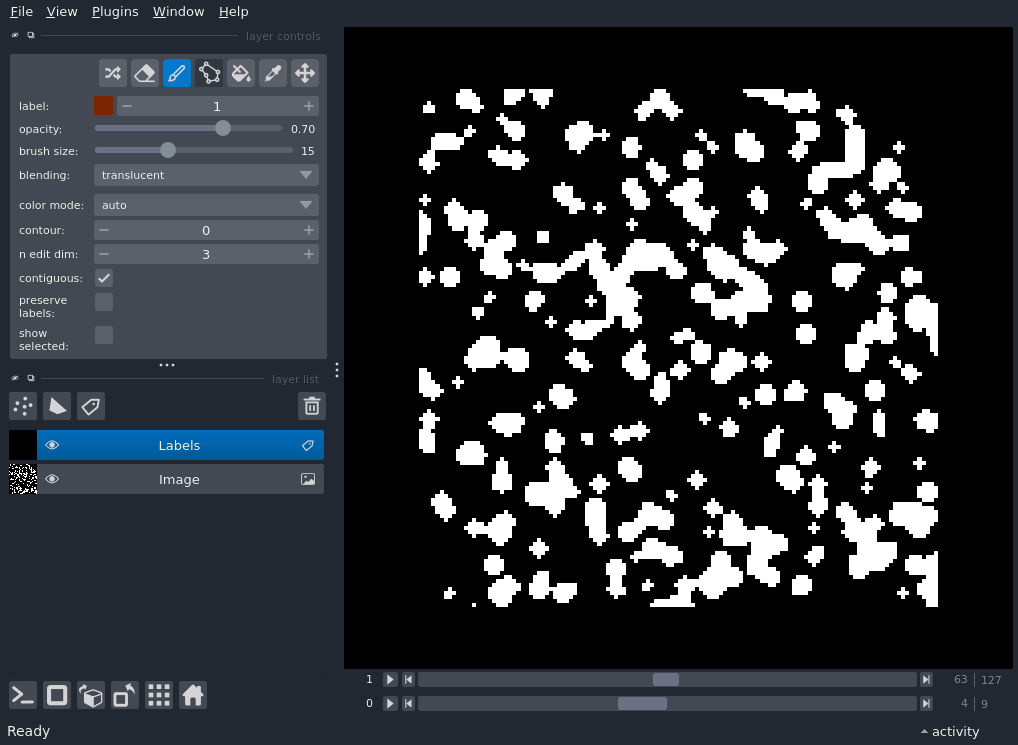 File View Plugins Window Help
layer controls
label: 1
opacity: 0.70
brush size: 15
blending: translucent
color mode: auto
contour: 0
n edit dim: 3
contiguous:
preserve
labels:
show
selected:
layer list
Labels
Image
1 63 127
0 4 9
Ready activity